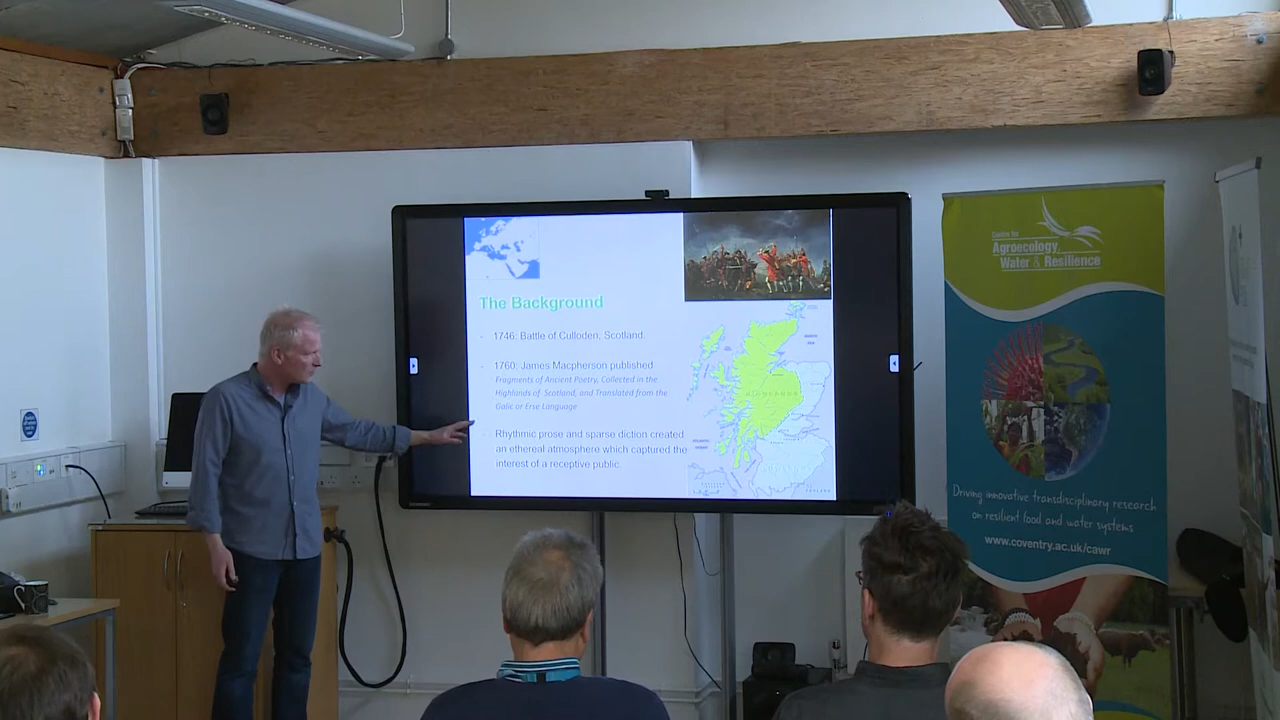 The Background
- 1746: Battle of Culloden, Scotland.
- 1760: James Macpherson published
Fragments of Ancient Poetry, Collected in the
Highlands of Scotland, and Translated from the
Galic or Erse Language
- Rhythmic prose and sparse diction created
an ethereal atmosphere which captured the
interest of a receptive public.
Centre for
Agroecology,
Water & Resilience
Driving innovative transdisciplinary research
on resilient food and water systems
www.coventry.ac.uk/cawr